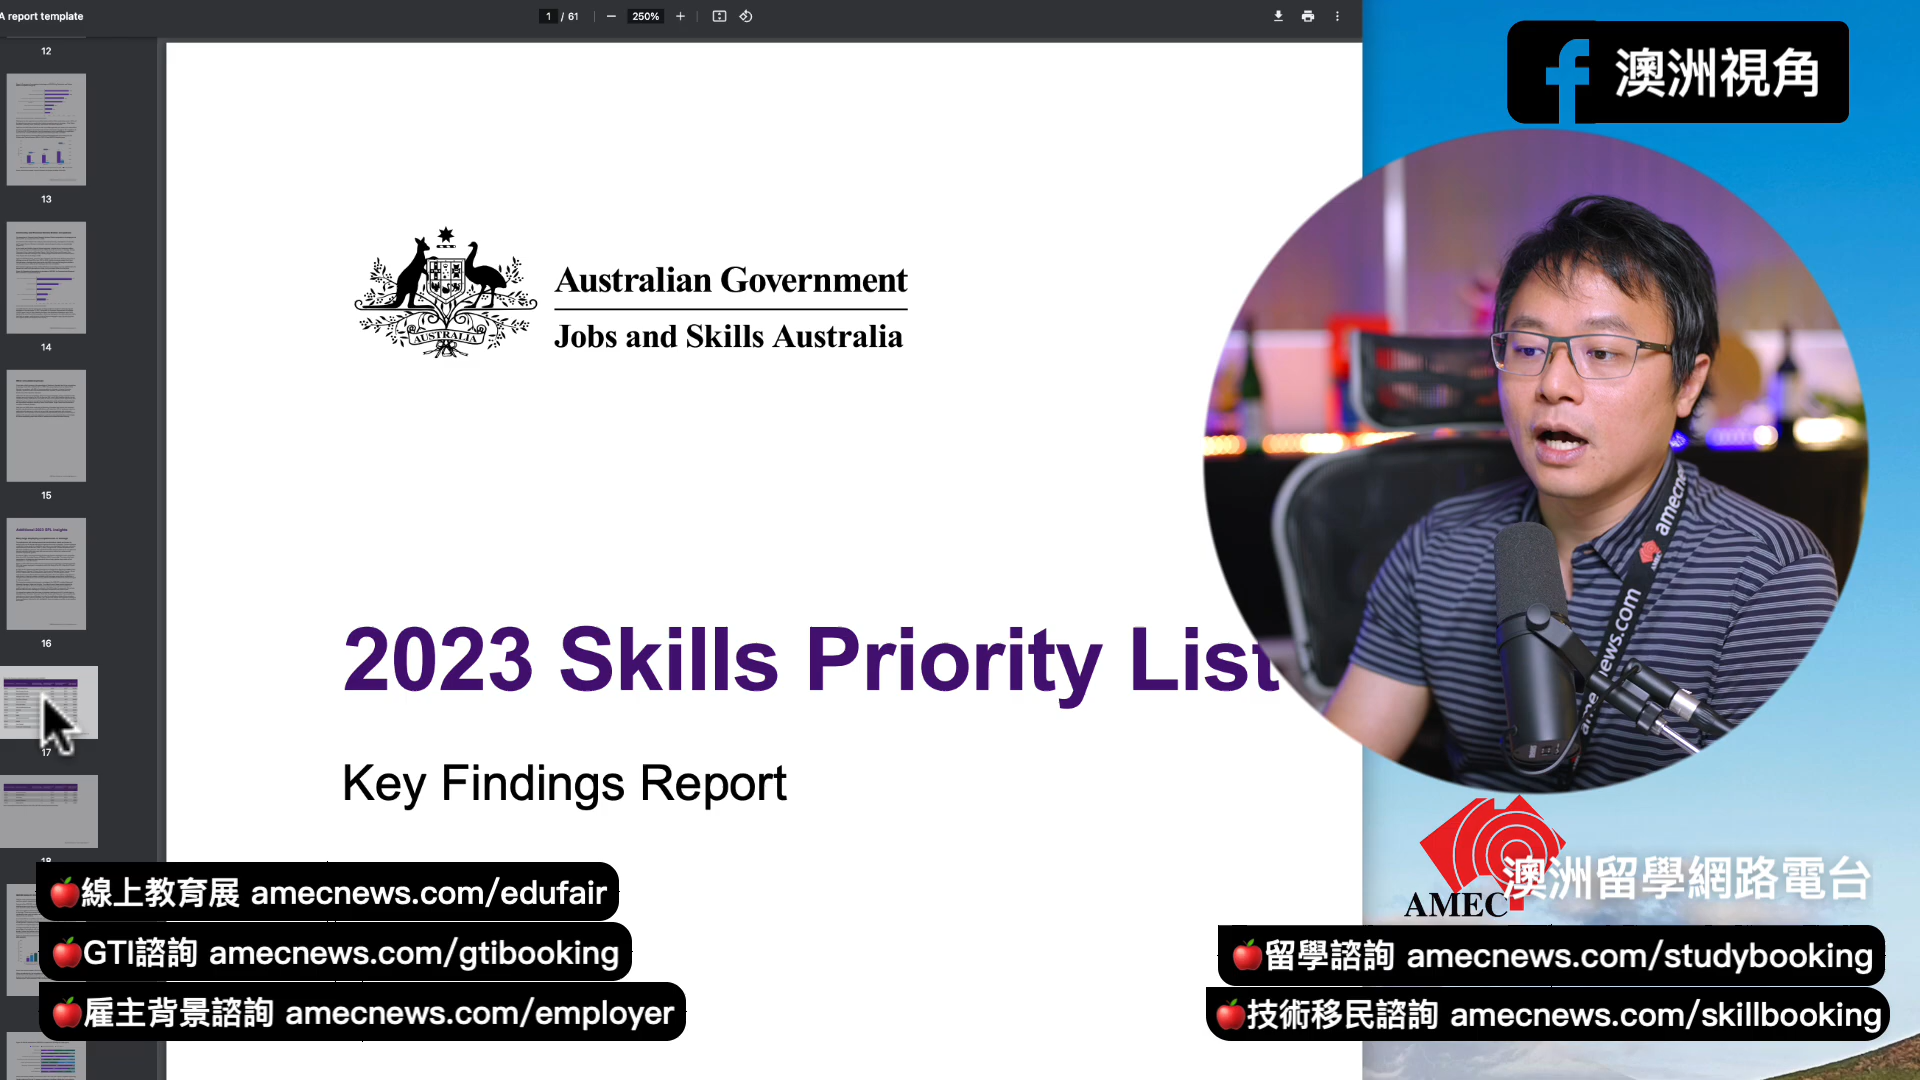 A report template
1 / 61
250%
12
13
14
15
16
17
18
Australian Government
Jobs and Skills Australia
AUSTRALIA
2023 Skills Priority List
Key Findings Report
澳洲視角
amecnews.com
amecne
AMEC
澳洲留學網路電台
線上教育展 amecnews.com/edufair
GTI諮詢 amecnews.com/gtibooking
雇主背景諮詢 amecnews.com/employer
留學諮詢 amecnews.com/studybooking
技術移民諮詢 amecnews.com/skillbooking